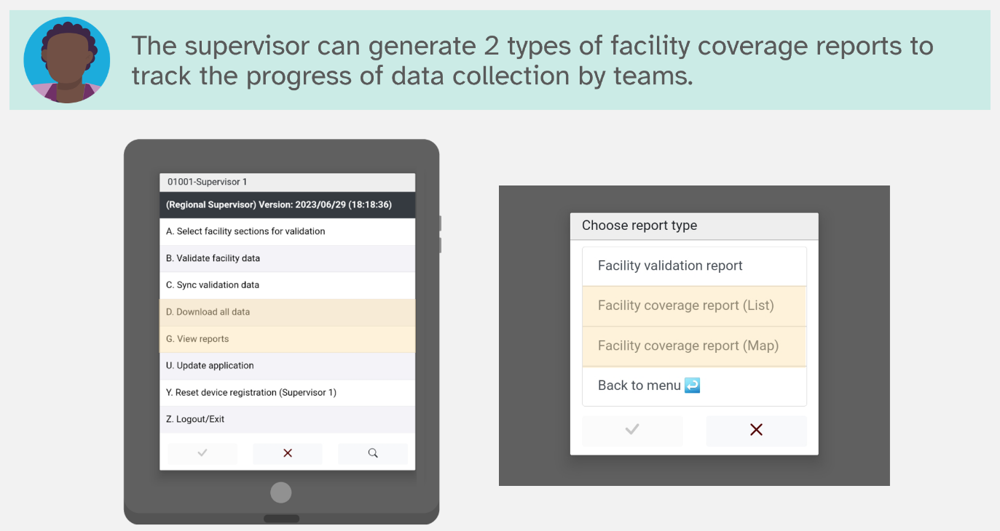 The supervisor can generate 2 types of facility coverage reports to
track the progress of data collection by teams.
01001-Supervisor 1
(Regional Supervisor) Version: 2023/06/29 (18:18:36)
A. Select facility sections for validation
B. Validate facility data
C. Sync validation data
D. Download all data
G. View reports
U. Update application
Y. Reset device registration (Supervisor 1)
Z. Logout/Exit
Choose report type
Facility validation report
Facility coverage report (List)
Facility coverage report (Map)
Back to menu